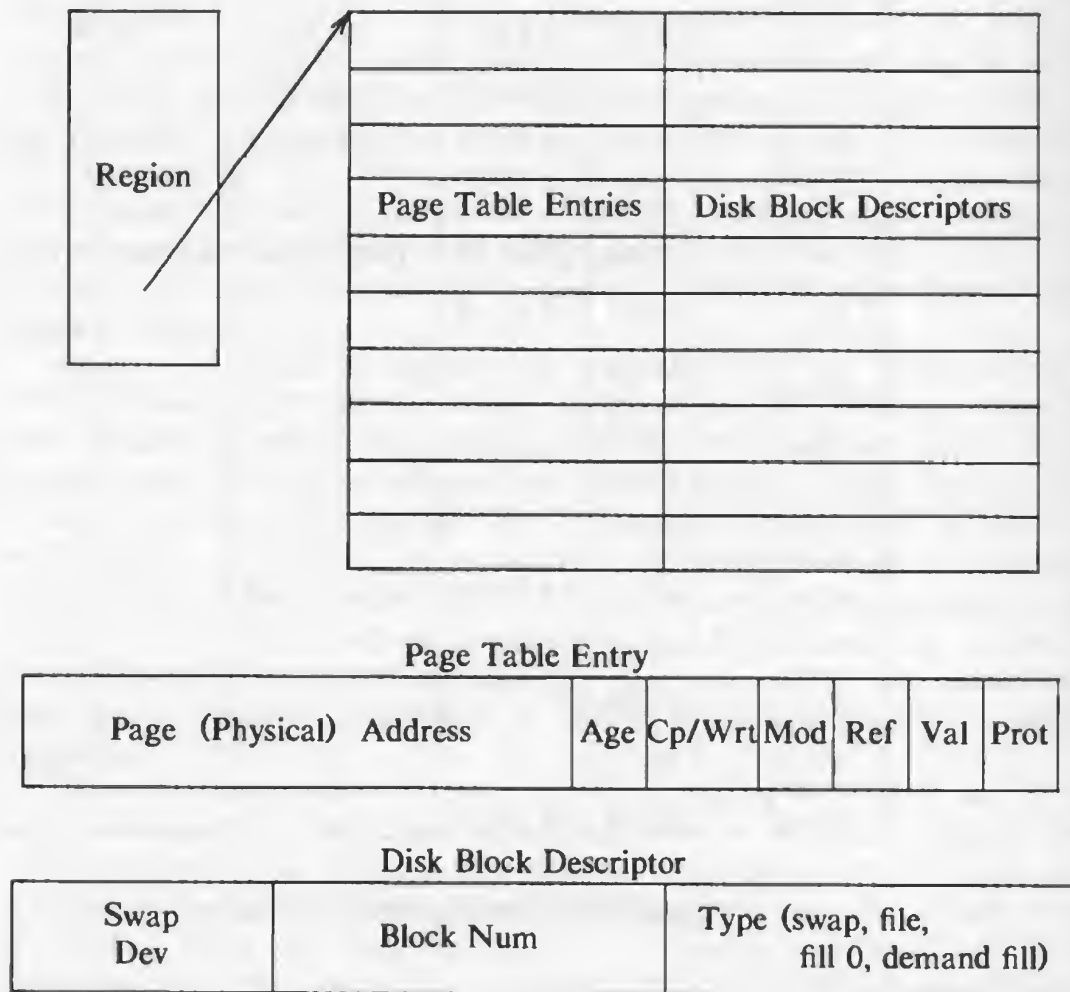 Region
Page Table Entries Disk Block Descriptors
Page Table Entry
Page (Physical) Address Age Cp/Wrt Mod Ref Val Prot
Disk Block Descriptor
Swap
Dev
Block Num
Type (swap, file,
fill 0, demand fill)